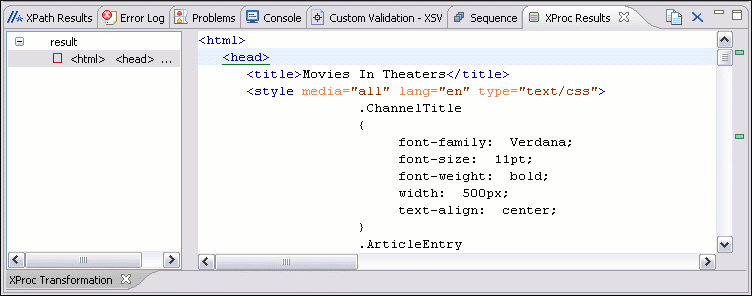 XPath Results Error Log Problems Console Custom Validation - XSV Sequence XProc Results
result
<html> <head> ...
<html>
<head>
<title>Movies In Theaters</title>
<style media="all" lang="en" type="text/css">
.ChannelTitle
{
font-family: Verdana;
font-size: 11pt;
font-weight: bold;
width: 500px;
text-align: center;
}
.ArticleEntry
XProc Transformation